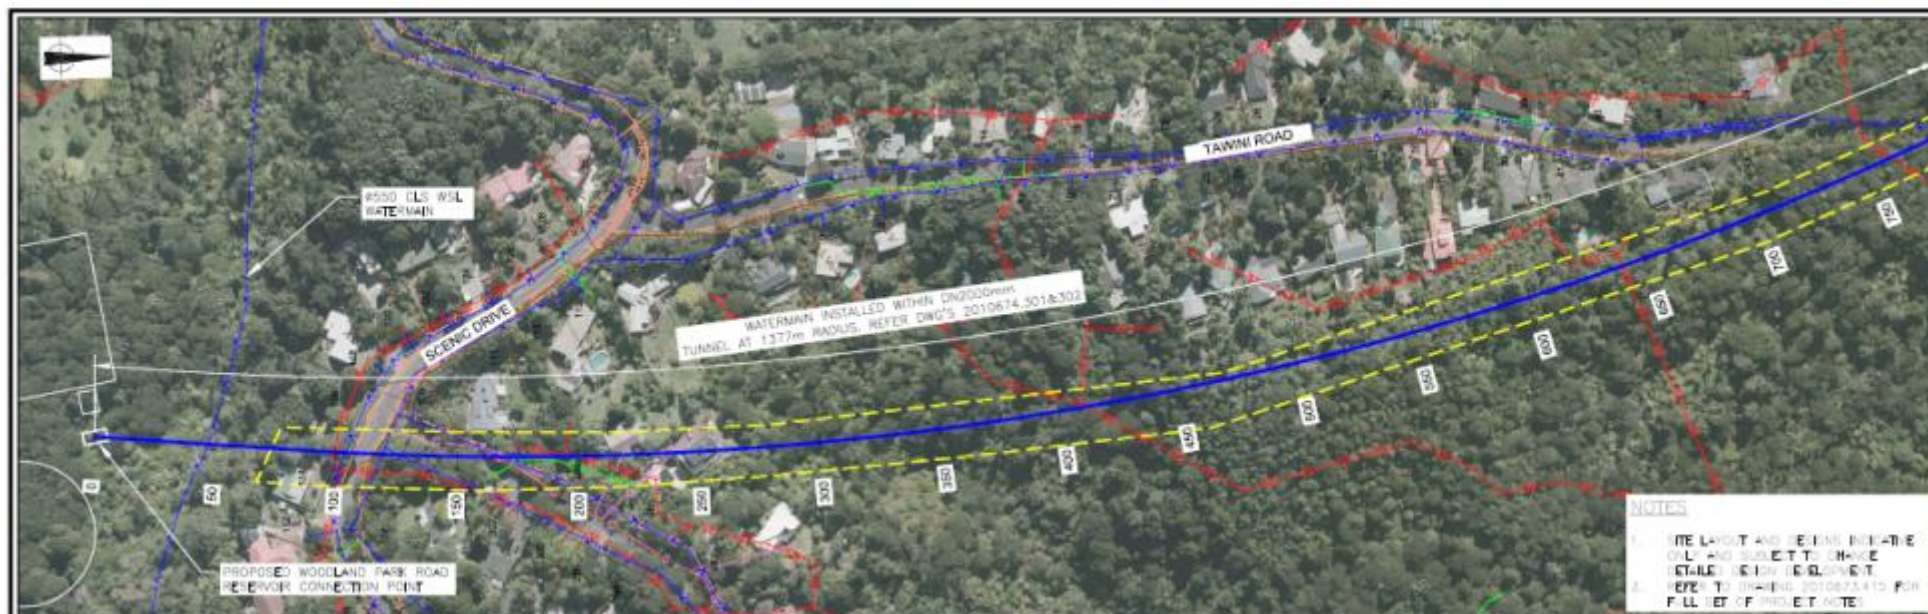 #550 CLS WSL
WATERMAIN
SCENIC DRIVE
TAWINI ROAD
WATERMAIN INSTALLED WITHIN DN2000mm
TUNNEL AT 1377m RADIUS. REFER DWG'S 2010674.301&302
0
50
100
150
200
250
300
350
400
450
500
550
600
650
700
750
PROPOSED WOODLAND PARK ROAD
RESERVOIR CONNECTION POINT
NOTES
1. SITE LAYOUT AND DESIGNS INDICATIVE
ONLY AND SUBJECT TO CHANGE
DETAILED DESIGN DEVELOPMENT.
2. REFER TO DRAWING 2010673.415 FOR
FULL SET OF PROJECT NOTES